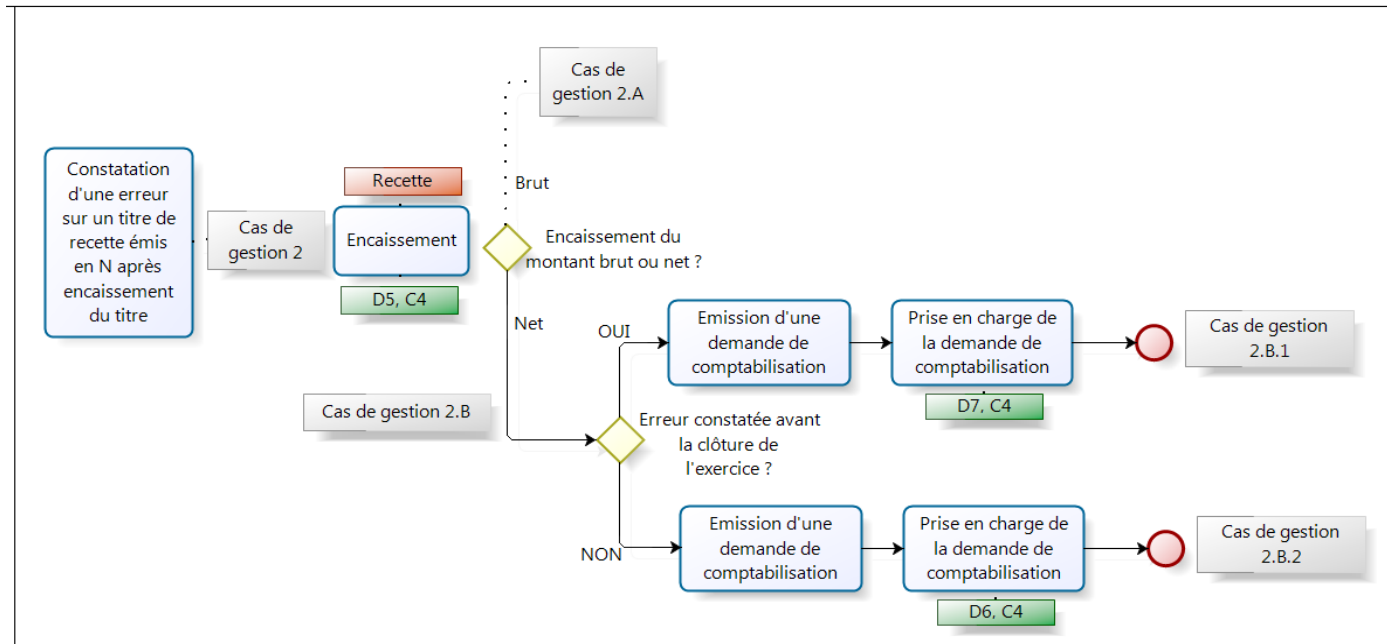 Cas de
gestion 2.A
Constatation
d'une erreur
sur un titre de
recette émis
en N après
encaissement
du titre
Cas de
gestion 2
Recette
Encaissement
D5, C4
Brut
Encaissement du
montant brut ou net ?
Net
Cas de gestion 2.B
OUI
Emission d'une
demande de
comptabilisation
Prise en charge de
la demande de
comptabilisation
D7, C4
Cas de gestion
2.B.1
Erreur constatée avant
la clôture de
l'exercice ?
NON
Emission d'une
demande de
comptabilisation
Prise en charge de
la demande de
comptabilisation
D6, C4
Cas de gestion
2.B.2